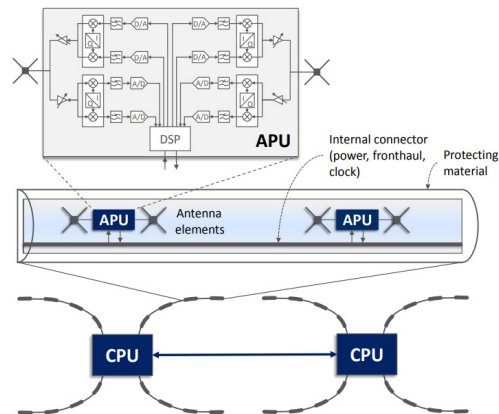 D/A
D/A
I
Q
I
Q
D/A
D/A
A/D
A/D
I
Q
I
Q
A/D
A/D
DSP
APU
Internal connector
(power, fronthaul,
clock)
Protecting
material
APU
Antenna
elements
APU
CPU
CPU